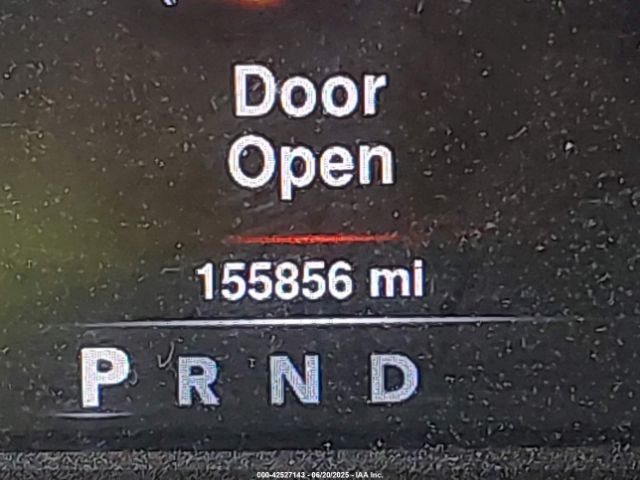 Door
Open
155856 mi
P R N D
000-42527143 - 06/20/2025 - IAA Inc.